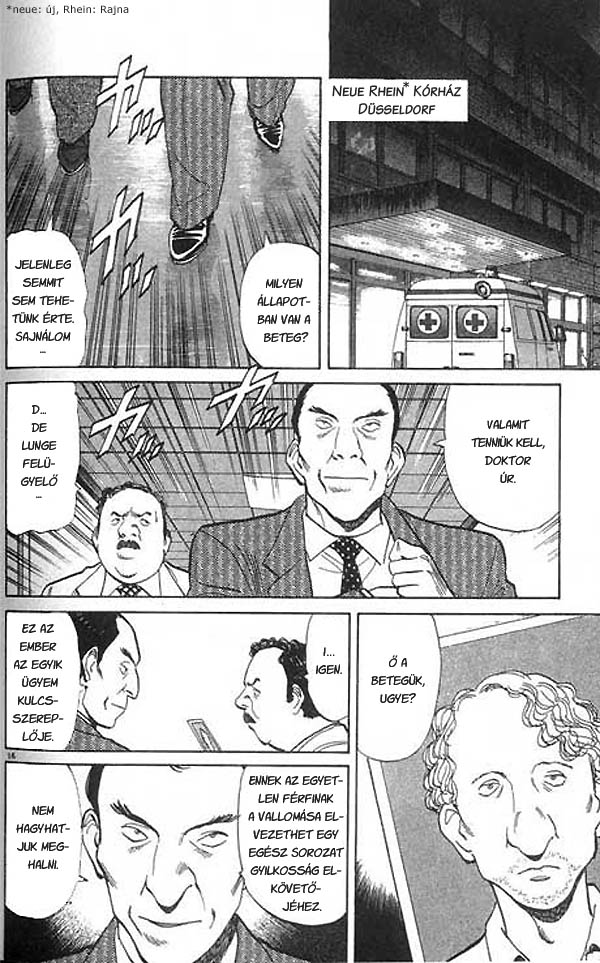 *neue: új, Rhein: Rajna
NEUE RHEIN* KÓRHÁZ
DÜSSELDORF
MILYEN
ÁLLAPOT-
BAN VAN A
BETEG?
JELENLEG
SEMMIT
SEM TEHE-
TÜNK ÉRTE.
SAJNÁLOM
...
VALAMIT
TENNIÜK KELL,
DOKTOR
ÚR.
D...
DE
LUNGE
FELÜ-
GYELŐ
...
Ő A
BETEGÜK,
UGYE?
I...
IGEN.
EZ AZ
EMBER
AZ EGYIK
ÜGYEM
KULCS-
SZEREP-
LŐJE.
16
ENNEK AZ EGYET-
LEN FÉRFINAK
A VALLOMÁSA EL-
VEZETHET EGY
EGÉSZ SOROZAT
GYILKOSSÁG EL-
KÖVETŐ-
JÉHEZ.
NEM
HAGYHAT-
JUK MEG-
HALNI.